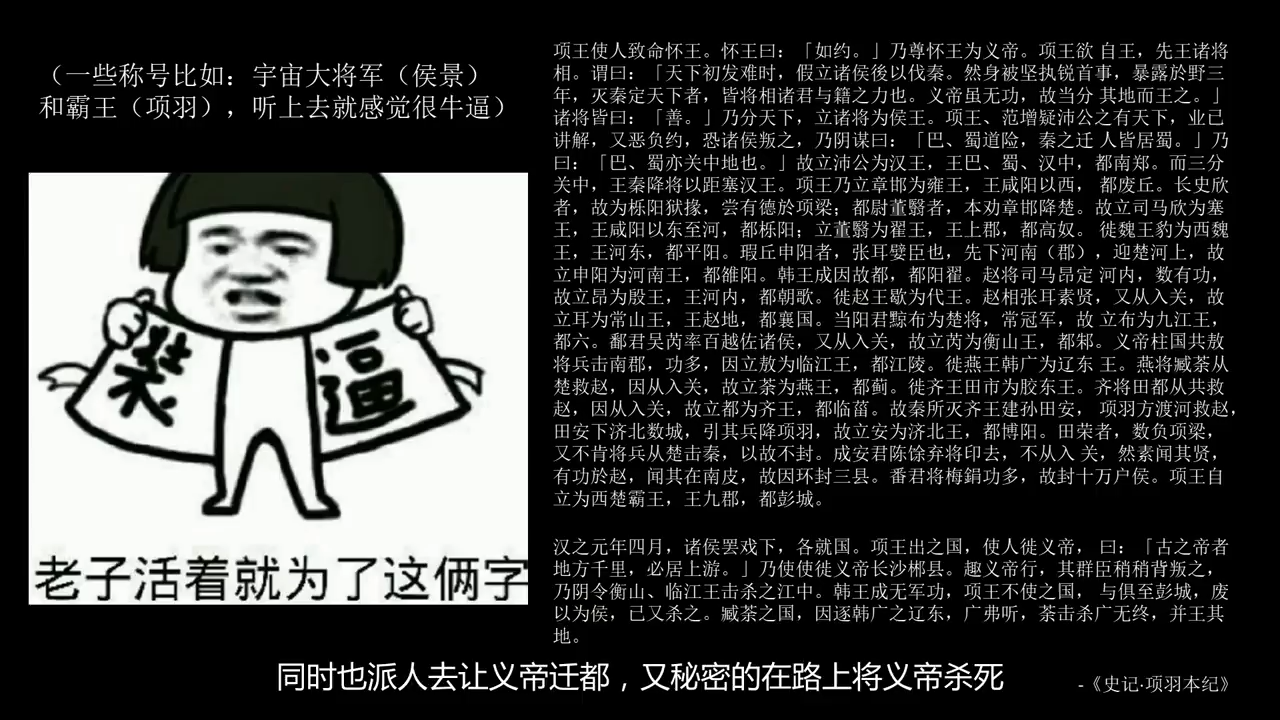 （一些称号比如：宇宙大将军（侯景）
和霸王（项羽），听上去就感觉很牛逼）
装
逼
老子活着就为了这俩字
项王使人致命怀王。怀王曰：「如约。」乃尊怀王为义帝。项王欲 自王，先王诸将
相。谓曰：「天下初发难时，假立诸侯後以伐秦。然身被坚执锐首事，暴露於野三
年，灭秦定天下者，皆将相诸君与籍之力也。义帝虽无功，故当分 其地而王之。」
诸将皆曰：「善。」乃分天下，立诸将为侯王。项王、范增疑沛公之有天下，业已
讲解，又恶负约，恐诸侯叛之，乃阴谋曰：「巴、蜀道险，秦之迁 人皆居蜀。」乃
曰：「巴、蜀亦关中地也。」故立沛公为汉王，王巴、蜀、汉中，都南郑。而三分
关中，王秦降将以距塞汉王。项王乃立章邯为雍王，王咸阳以西， 都废丘。长史欣
者，故为栎阳狱掾，尝有德於项梁；都尉董翳者，本劝章邯降楚。故立司马欣为塞
王，王咸阳以东至河，都栎阳；立董翳为翟王，王上郡，都高奴。 徙魏王豹为西魏
王，王河东，都平阳。瑕丘申阳者，张耳嬖臣也，先下河南（郡），迎楚河上，故
立申阳为河南王，都雒阳。韩王成因故都，都阳翟。赵将司马昂定 河内，数有功，
故立昂为殷王，王河内，都朝歌。徙赵王歇为代王。赵相张耳素贤，又从入关，故
立耳为常山王，王赵地，都襄国。当阳君黥布为楚将，常冠军，故 立布为九江王，
都六。鄱君吴芮率百越佐诸侯，又从入关，故立芮为衡山王，都邾。义帝柱国共敖
将兵击南郡，功多，因立敖为临江王，都江陵。徙燕王韩广为辽东 王。燕将臧荼从
楚救赵，因从入关，故立荼为燕王，都蓟。徙齐王田市为胶东王。齐将田都从共救
赵，因从入关，故立都为齐王，都临菑。故秦所灭齐王建孙田安， 项羽方渡河救赵，
田安下济北数城，引其兵降项羽，故立安为济北王，都博阳。田荣者，数负项梁，
又不肯将兵从楚击秦，以故不封。成安君陈馀弃将印去，不从入 关，然素闻其贤，
有功於赵，闻其在南皮，故因环封三县。番君将梅鋗功多，故封十万户侯。项王自
立为西楚霸王，王九郡，都彭城。
汉之元年四月，诸侯罢戏下，各就国。项王出之国，使人徙义帝， 曰：「古之帝者
地方千里，必居上游。」乃使使徙义帝长沙郴县。趣义帝行，其群臣稍稍背叛之，
乃阴令衡山、临江王击杀之江中。韩王成无军功，项王不使之国， 与俱至彭城，废
以为侯，已又杀之。臧荼之国，因逐韩广之辽东，广弗听，荼击杀广无终，并王其
地。
同时也派人去让义帝迁都，又秘密的在路上将义帝杀死
-《史记·项羽本纪》